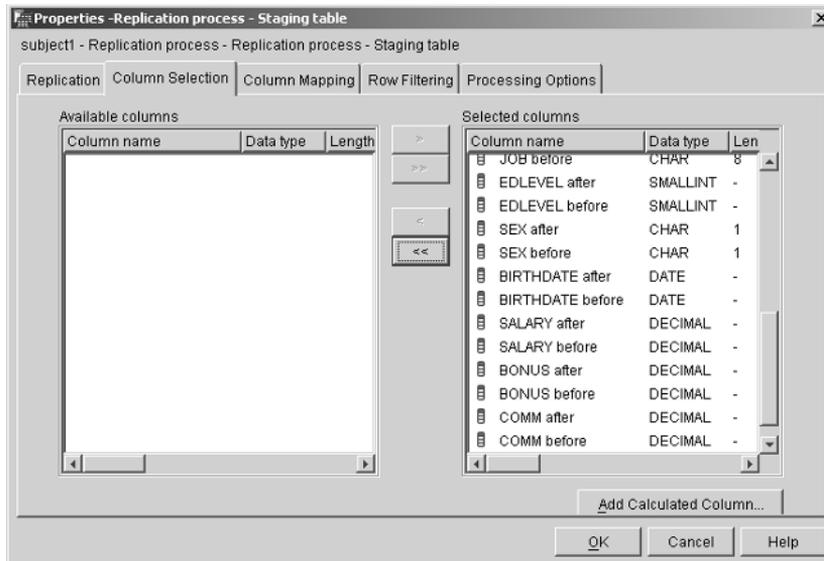 Properties -Replication process - Staging table
subject1 - Replication process - Replication process - Staging table
Replication Column Selection Column Mapping Row Filtering Processing Options
Available columns Selected columns
Column name Data type Length > Column name Data type Len
JOB before CHAR 8
>>
EDLEVEL after SMALLINT -
EDLEVEL before SMALLINT -
< SEX after CHAR 1
<< SEX before CHAR 1
BIRTHDATE after DATE -
BIRTHDATE before DATE -
SALARY after DECIMAL -
SALARY before DECIMAL -
BONUS after DECIMAL -
BONUS before DECIMAL -
COMM after DECIMAL -
COMM before DECIMAL -
Add Calculated Column...
OK Cancel Help